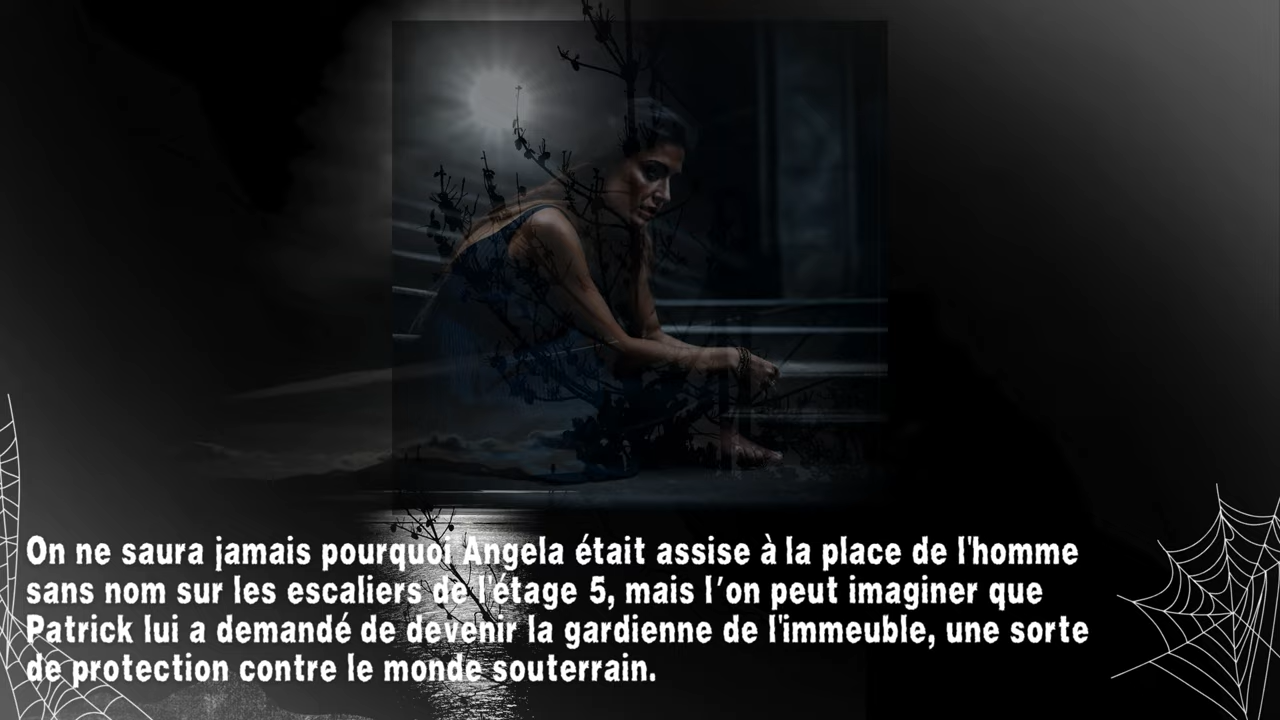 On ne saura jamais pourquoi Angela était assise à la place de l'homme
sans nom sur les escaliers de l'étage 5, mais l’on peut imaginer que
Patrick lui a demandé de devenir la gardienne de l'immeuble, une sorte
de protection contre le monde souterrain.